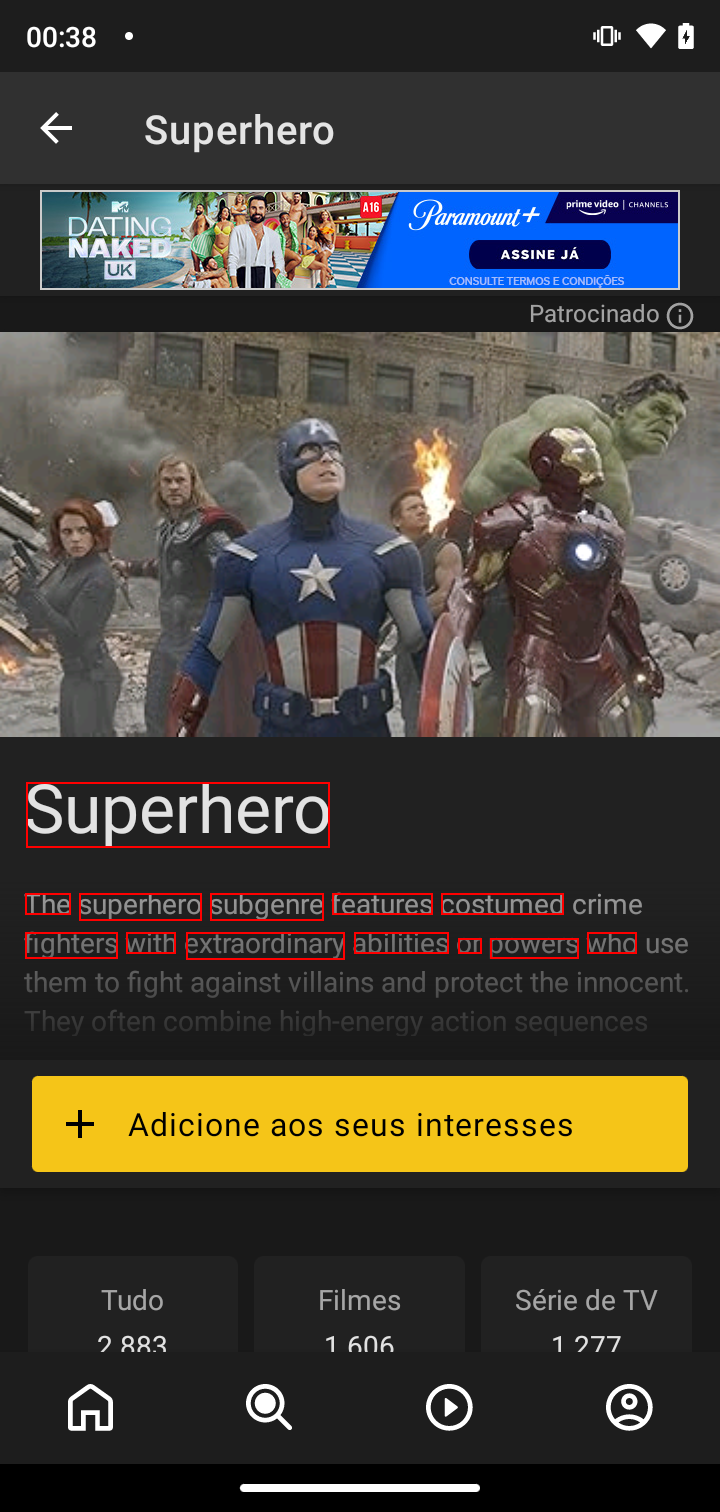 00:38
Superhero
MTV
DATING
NAKED
UK
A16
Paramount+
prime video | CHANNELS
ASSINE JÁ
CONSULTE TERMOS E CONDIÇÕES
Patrocinado
Superhero
The superhero subgenre features costumed crime
fighters with extraordinary abilities or powers who use
them to fight against villains and protect the innocent.
They often combine high-energy action sequences
Adicione aos seus interesses
Tudo Filmes Série de TV
2.883 1.606 1.277